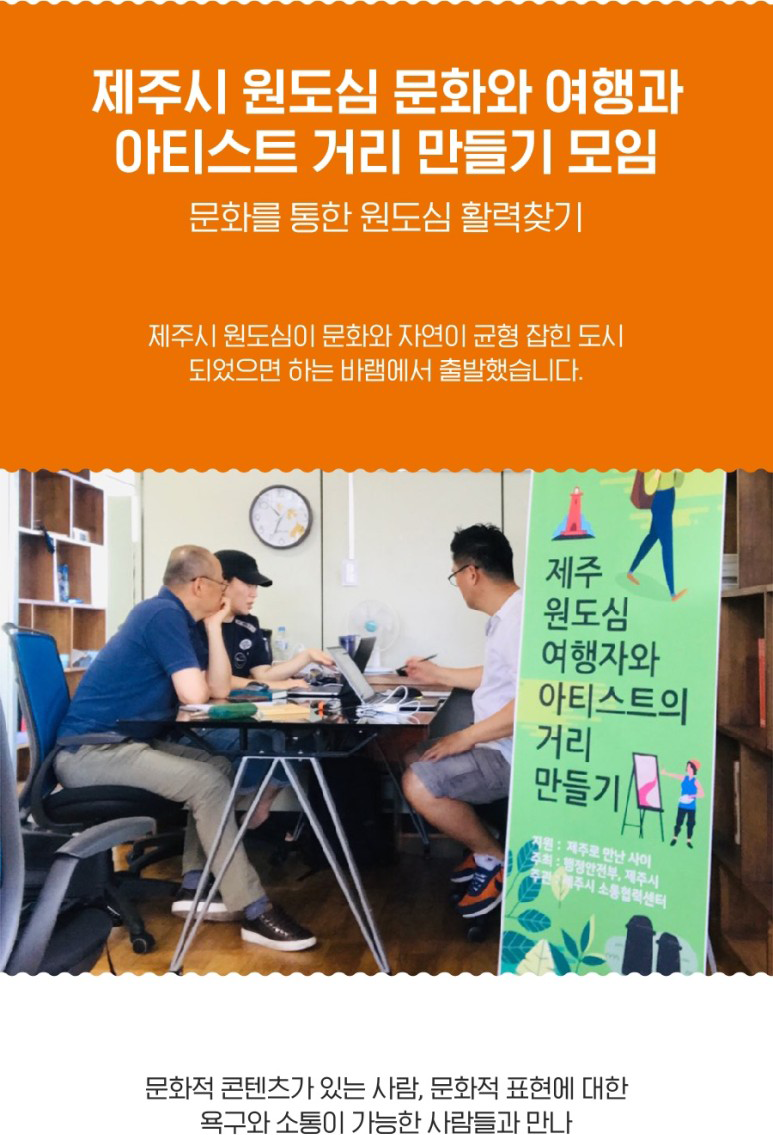 제주시 원도심 문화와 여행과
아티스트 거리 만들기 모임
문화를 통한 원도심 활력찾기
제주시 원도심이 문화와 자연이 균형 잡힌 도시
되었으면 하는 바램에서 출발했습니다.
제주
원도심
여행자와
아티스트의
거리
만들기
지원 : 제주로 만난 사이
주최 : 행정안전부, 제주시
주관 : 제주시 소통협력센터
문화적 콘텐츠가 있는 사람, 문화적 표현에 대한
욕구와 소통이 가능한 사람들과 만나